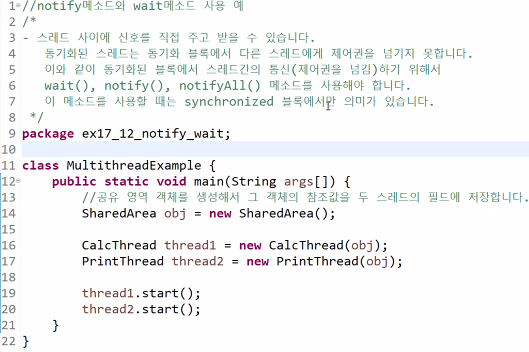 1 //notify메소드와 wait메소드 사용 예
2 /*
3 - 스레드 사이에 신호를 직접 주고 받을 수 있습니다.
4 동기화된 스레드는 동기화 블록에서 다른 스레드에게 제어권을 넘기지 못합니다.
5 이와 같이 동기화된 블록에서 스레드간의 통신(제어권을 넘김)하기 위해서
6 wait(), notify(), notifyAll() 메소드를 사용해야 합니다.
7 이 메소드를 사용할 때는 synchronized 블록에서만 의미가 있습니다.
8 */
9 package ex17_12_notify_wait;
10
11 class MultithreadExample {
12 public static void main(String args[]) {
13 //공유 영역 객체를 생성해서 그 객체의 참조값을 두 스레드의 필드에 저장합니다.
14 SharedArea obj = new SharedArea();
15
16 CalcThread thread1 = new CalcThread(obj);
17 PrintThread thread2 = new PrintThread(obj);
18
19 thread1.start();
20 thread2.start();
21 }
22 }